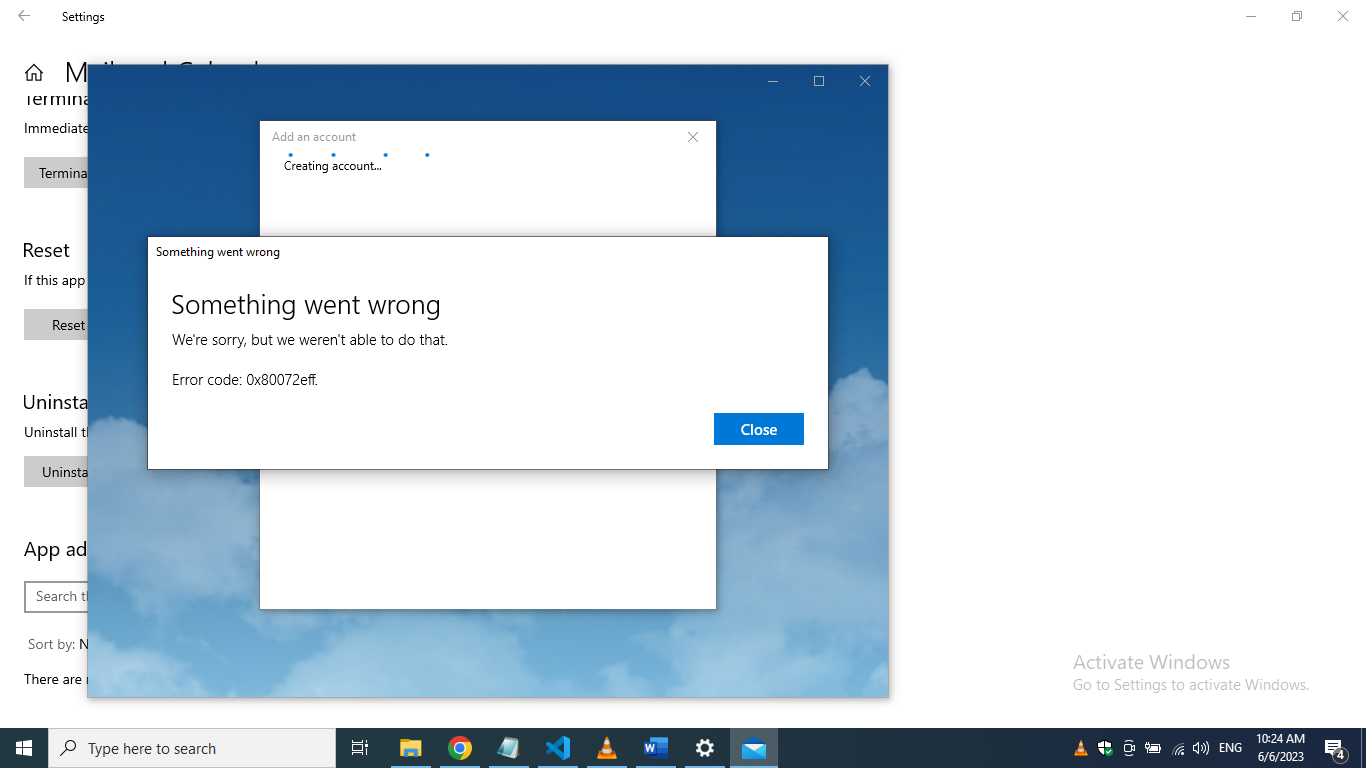 Settings
Termina
Immediate
Termina
Reset
If this app
Reset
Uninsta
Uninstall t
Uninsta
App ad
Search t
Sort by: N
There are
Add an account
Creating account...
Something went wrong
Something went wrong
We're sorry, but we weren't able to do that.
Error code: 0x80072eff.
Close
Activate Windows
Go to Settings to activate Windows.
Type here to search
ENG
10:24 AM
6/6/2023
4